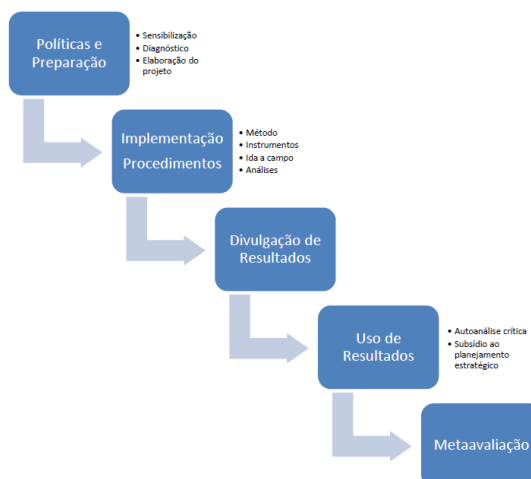 Políticas e
Preparação
• Sensibilização
• Diagnóstico
• Elaboração do
projeto
Implementação
Procedimentos
• Método
• Instrumentos
• Ida a campo
• Análises
Divulgação de
Resultados
Uso de
Resultados
• Autoanálise crítica
• Subsídio ao
planejamento
estratégico
Metaavaliação